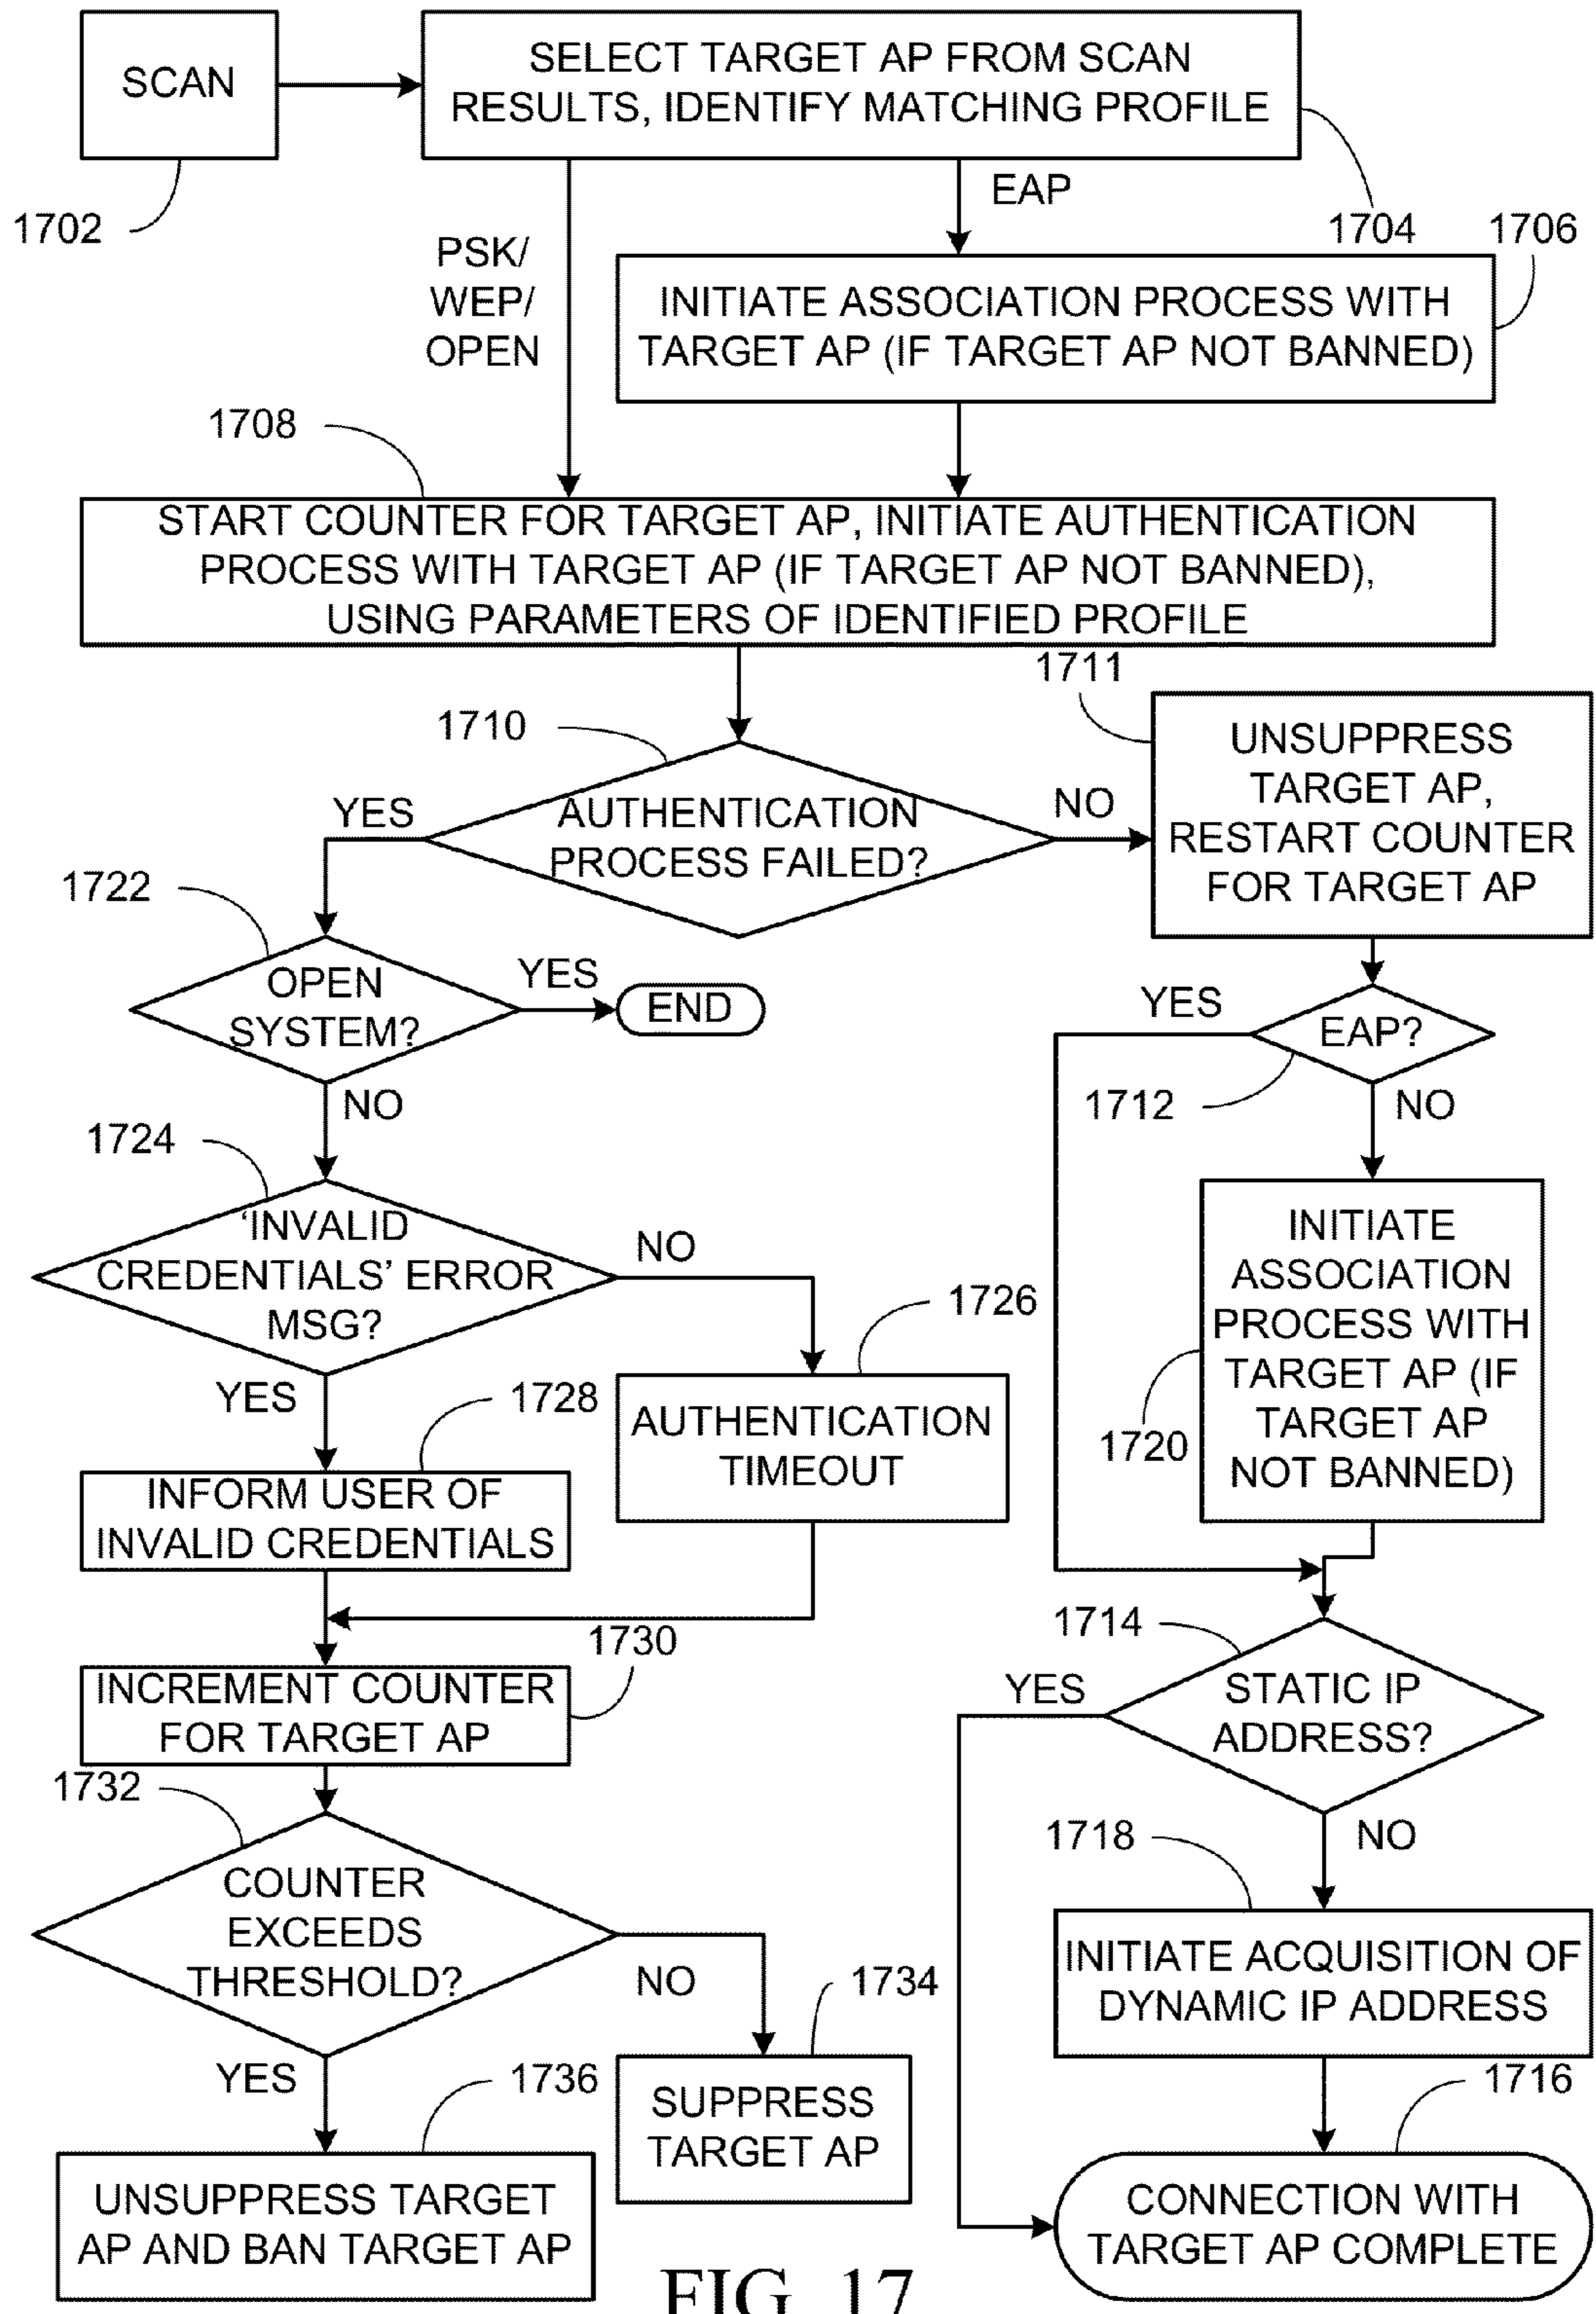 SCAN
SELECT TARGET AP FROM SCAN
RESULTS, IDENTIFY MATCHING PROFILE
1702
EAP
1704
1706
PSK/
WEP/
OPEN
INITIATE ASSOCIATION PROCESS WITH
TARGET AP (IF TARGET AP NOT BANNED)
1708
START COUNTER FOR TARGET AP, INITIATE AUTHENTICATION
PROCESS WITH TARGET AP (IF TARGET AP NOT BANNED),
USING PARAMETERS OF IDENTIFIED PROFILE
1711
1710
YES
AUTHENTICATION
PROCESS FAILED?
NO
UNSUPPRESS
TARGET AP,
RESTART COUNTER
FOR TARGET AP
1722
OPEN
SYSTEM?
YES
END
NO
YES
EAP?
1712
NO
1724
'INVALID
CREDENTIALS' ERROR
MSG?
NO
1726
YES
1728
AUTHENTICATION
TIMEOUT
INITIATE
ASSOCIATION
PROCESS WITH
TARGET AP (IF
TARGET AP
NOT BANNED)
1720
INFORM USER OF
INVALID CREDENTIALS
1730
1714
INCREMENT COUNTER
FOR TARGET AP
YES
STATIC IP
ADDRESS?
1732
1718
NO
COUNTER
EXCEEDS
THRESHOLD?
NO
1734
INITIATE ACQUISITION OF
DYNAMIC IP ADDRESS
YES
1736
SUPPRESS
TARGET AP
1716
UNSUPPRESS TARGET
AP AND BAN TARGET AP
CONNECTION WITH
TARGET AP COMPLETE
FIG. 17